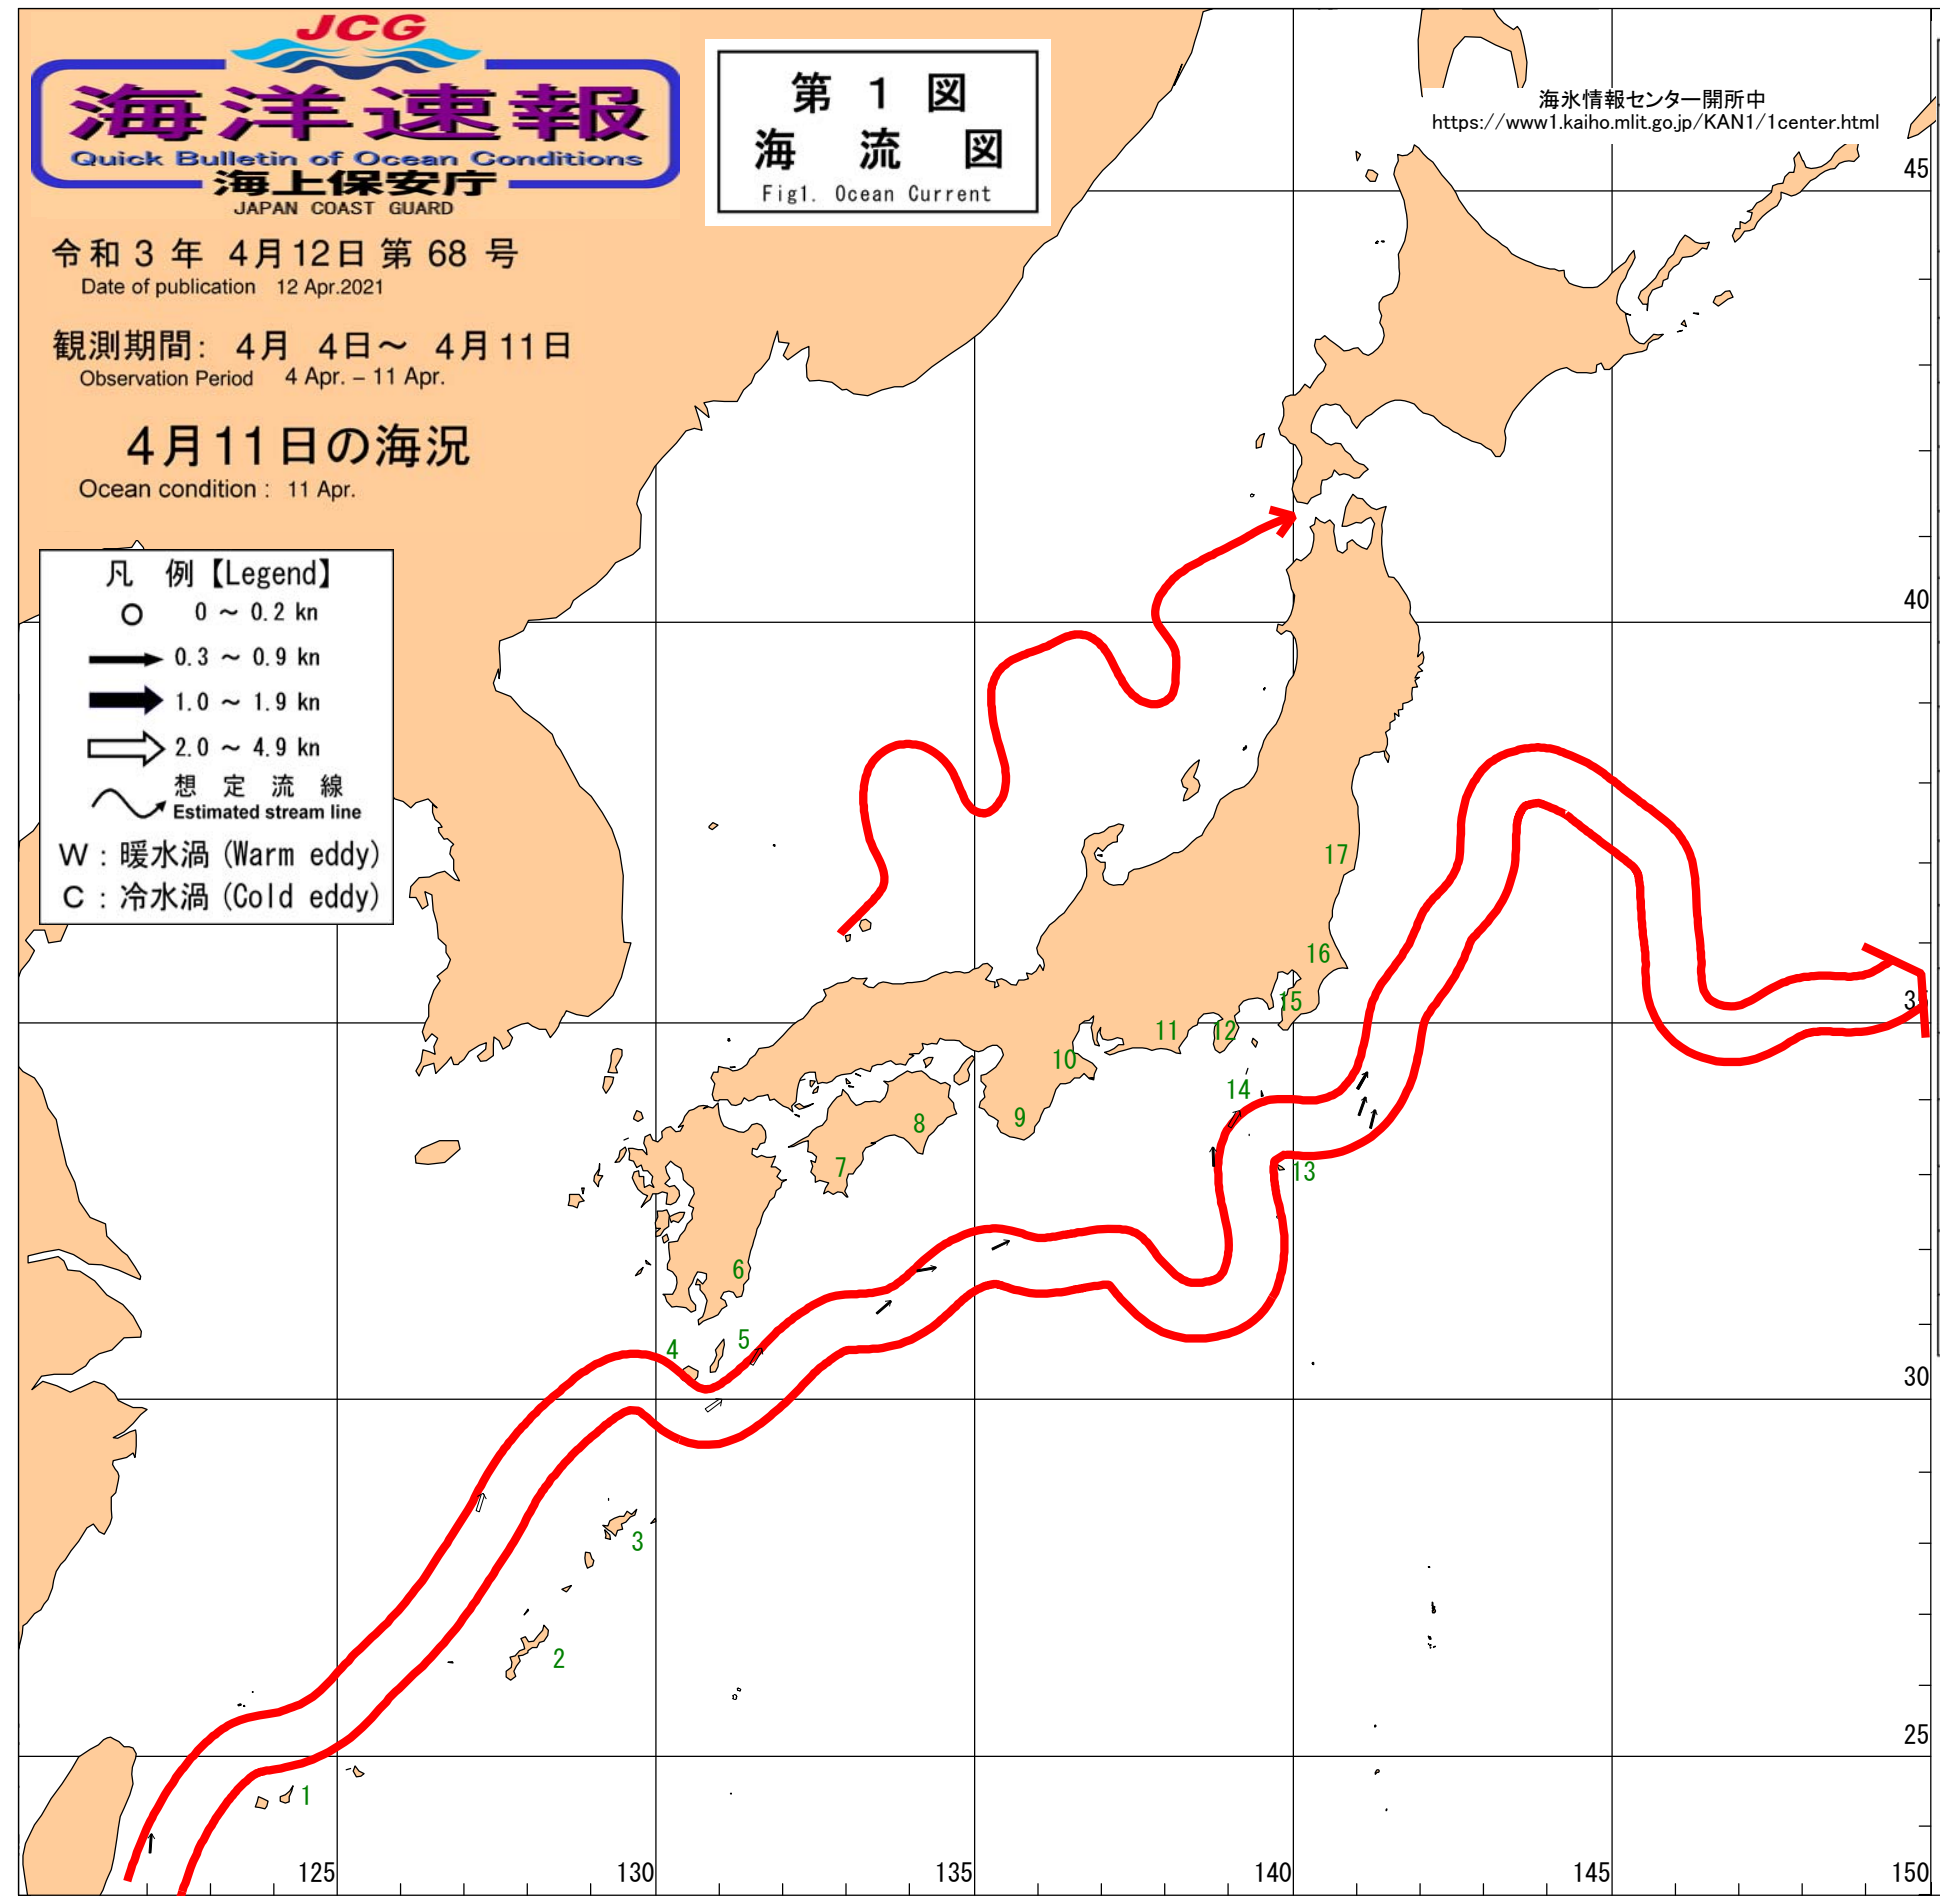 JCG
海洋速報
Quick Bulletin of Ocean Conditions
海上保安庁
JAPAN COAST GUARD
第 1 図
海 流 図
Fig1. Ocean Current
海氷情報センター開所中
https://www1.kaiho.mlit.go.jp/KAN1/1center.html
令和 3 年 4月12日 第 68 号
Date of publication 12 Apr.2021
観測期間: 4月 4日～ 4月11日
Observation Period 4 Apr. – 11 Apr.
4月11日の海況
Ocean condition : 11 Apr.
凡 例【Legend】
0 ～ 0.2 kn
0.3 ～ 0.9 kn
1.0 ～ 1.9 kn
2.0 ～ 4.9 kn
想 定 流 線
Estimated stream line
W : 暖水渦 (Warm eddy)
C : 冷水渦 (Cold eddy)
45
40
17
16
15
11
12
10
14
9
8
7
13
6
5
4
30
3
2
25
1
125
130
135
140
145
150